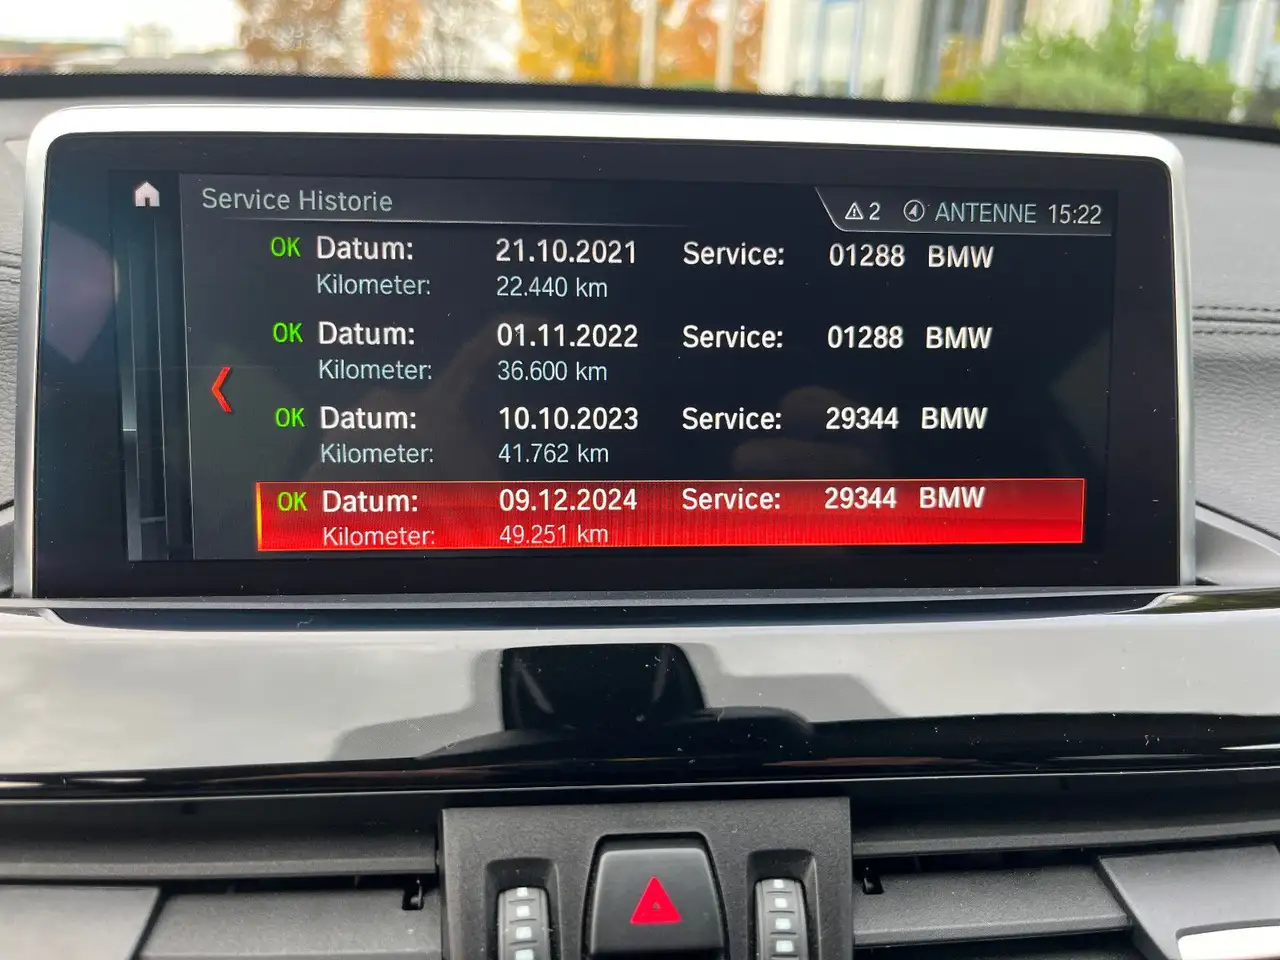 Service Historie
2 ANTENNE 15:22
OK Datum: 21.10.2021 Service: 01288 BMW
Kilometer: 22.440 km
OK Datum: 01.11.2022 Service: 01288 BMW
Kilometer: 36.600 km
OK Datum: 10.10.2023 Service: 29344 BMW
Kilometer: 41.762 km
OK Datum: 09.12.2024 Service: 29344 BMW
Kilometer: 49.251 km